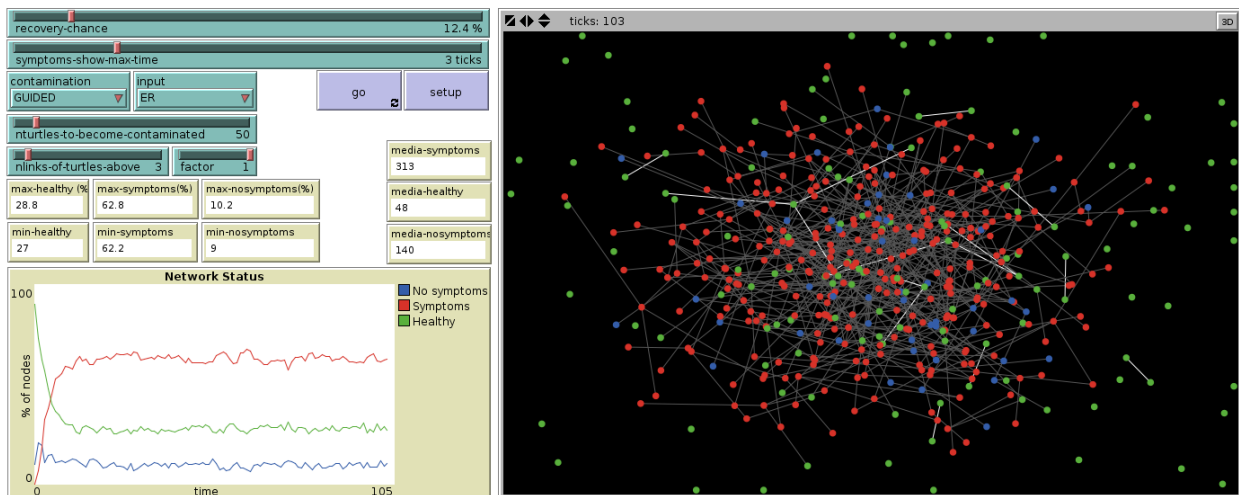 recovery-chance 12.4 %
symptoms-show-max-time 3 ticks
contamination
GUIDED
input
ER
go
setup
nturtles-to-become-contaminated 50
nlinks-of-turtles-above 3
factor 1
max-healthy (%
28.8
max-symptoms(%)
62.8
max-nosymptoms(%)
10.2
min-healthy
27
min-symptoms
62.2
min-nosymptoms
9
media-symptoms
313
media-healthy
48
media-nosymptoms
140
Network Status
100
% of nodes
0
0
time
105
No symptoms
Symptoms
Healthy
ticks: 103
3D